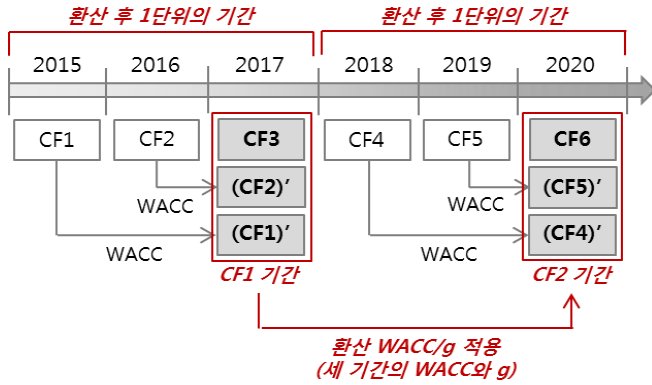 환산 후 1단위의 기간 환산 후 1단위의 기간
2015 2016 2017 2018 2019 2020
CF1 CF2 CF3 CF4 CF5 CF6
(CF2)’ (CF5)’
WACC WACC
(CF1)’ (CF4)’
WACC WACC
CF1 기간 CF2 기간
환산 WACC/g 적용
(세 기간의 WACC와 g)